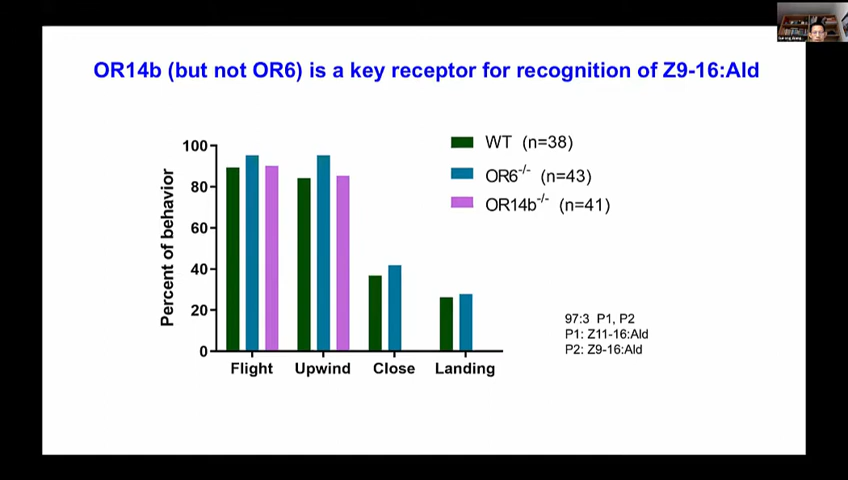 OR14b (but not OR6) is a key receptor for recognition of Z9-16:Ald
WT (n=38)
OR6-/- (n=43)
OR14b-/- (n=41)
Percent of behavior
100
80
60
40
20
0
Flight Upwind Close Landing
97:3 P1, P2
P1: Z11-16:Ald
P2: Z9-16:Ald